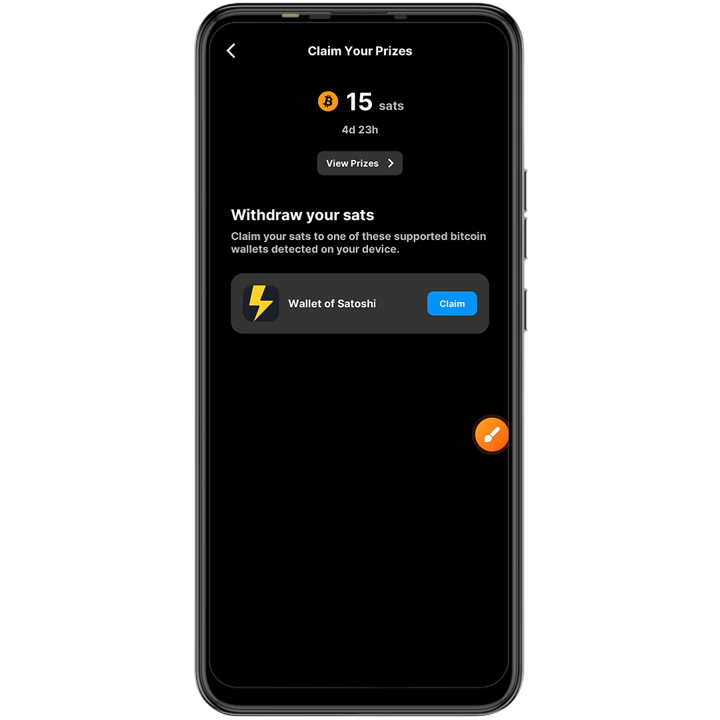 Claim Your Prizes
15 sats
4d 23h
View Prizes
Withdraw your sats
Claim your sats to one of these supported bitcoin
wallets detected on your device.
Wallet of Satoshi
Claim